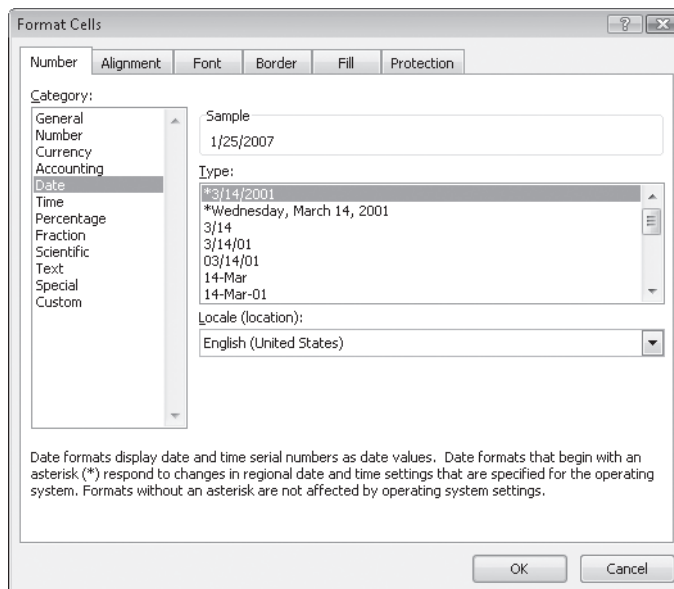 Format Cells
Number Alignment Font Border Fill Protection
Category:
General
Number
Currency
Accounting
Date
Time
Percentage
Fraction
Scientific
Text
Special
Custom
Sample
1/25/2007
Type:
*3/14/2001
*Wednesday, March 14, 2001
3/14
3/14/01
03/14/01
14-Mar
14-Mar-01
Locale (location):
English (United States)
Date formats display date and time serial numbers as date values. Date formats that begin with an
asterisk (*) respond to changes in regional date and time settings that are specified for the operating
system. Formats without an asterisk are not affected by operating system settings.
OK Cancel